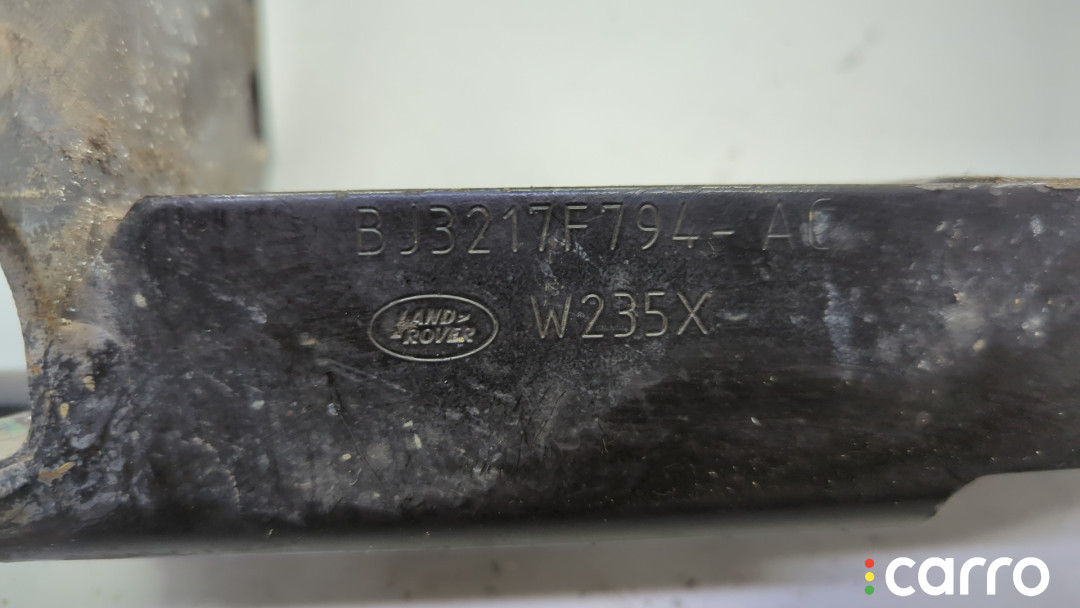 BJ3217F794-AC
LAND
ROVER
W235X
carro